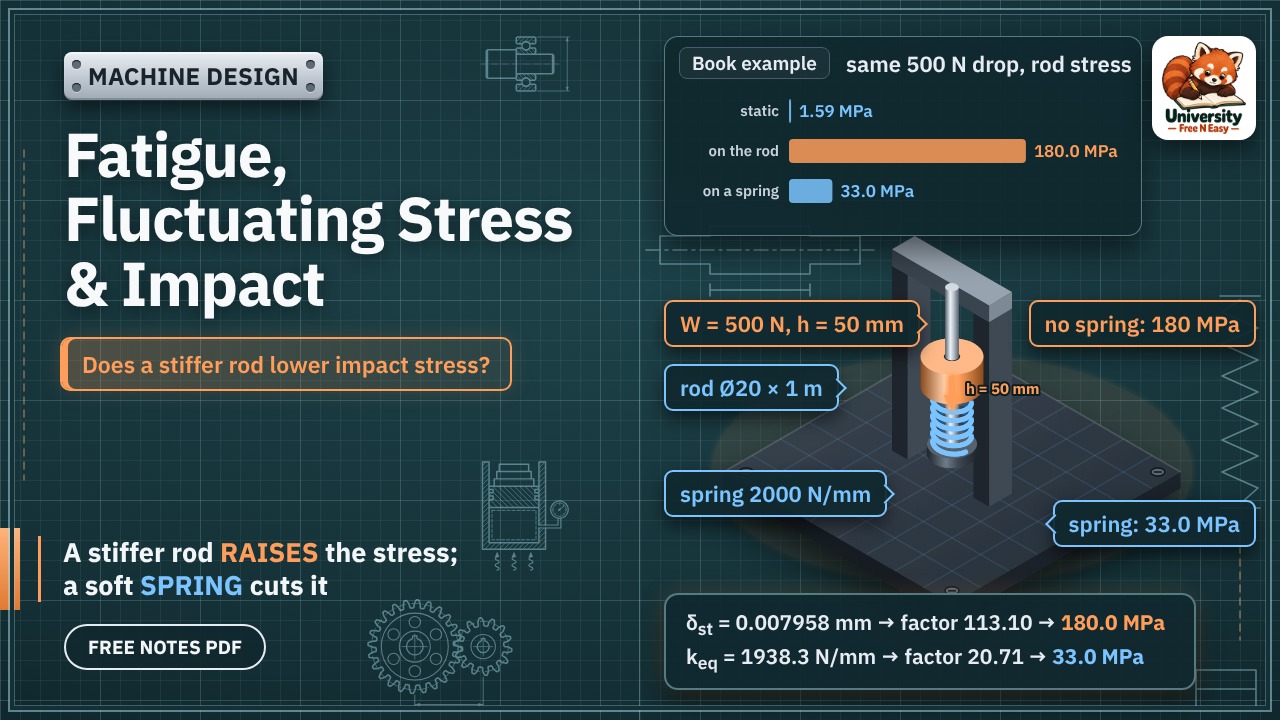 MACHINE DESIGN
Fatigue,
Fluctuating Stress
& Impact
Does a stiffer rod lower impact stress?
A stiffer rod RAISES the stress;
a soft SPRING cuts it
FREE NOTES PDF
Book example same 500 N drop, rod stress
static 1.59 MPa
on the rod 180.0 MPa
on a spring 33.0 MPa
University
Free N Easy
W = 500 N, h = 50 mm
no spring: 180 MPa
rod Ø20 × 1 m
h = 50 mm
spring 2000 N/mm
spring: 33.0 MPa
δst = 0.007958 mm → factor 113.10 → 180.0 MPa
keq = 1938.3 N/mm → factor 20.71 → 33.0 MPa